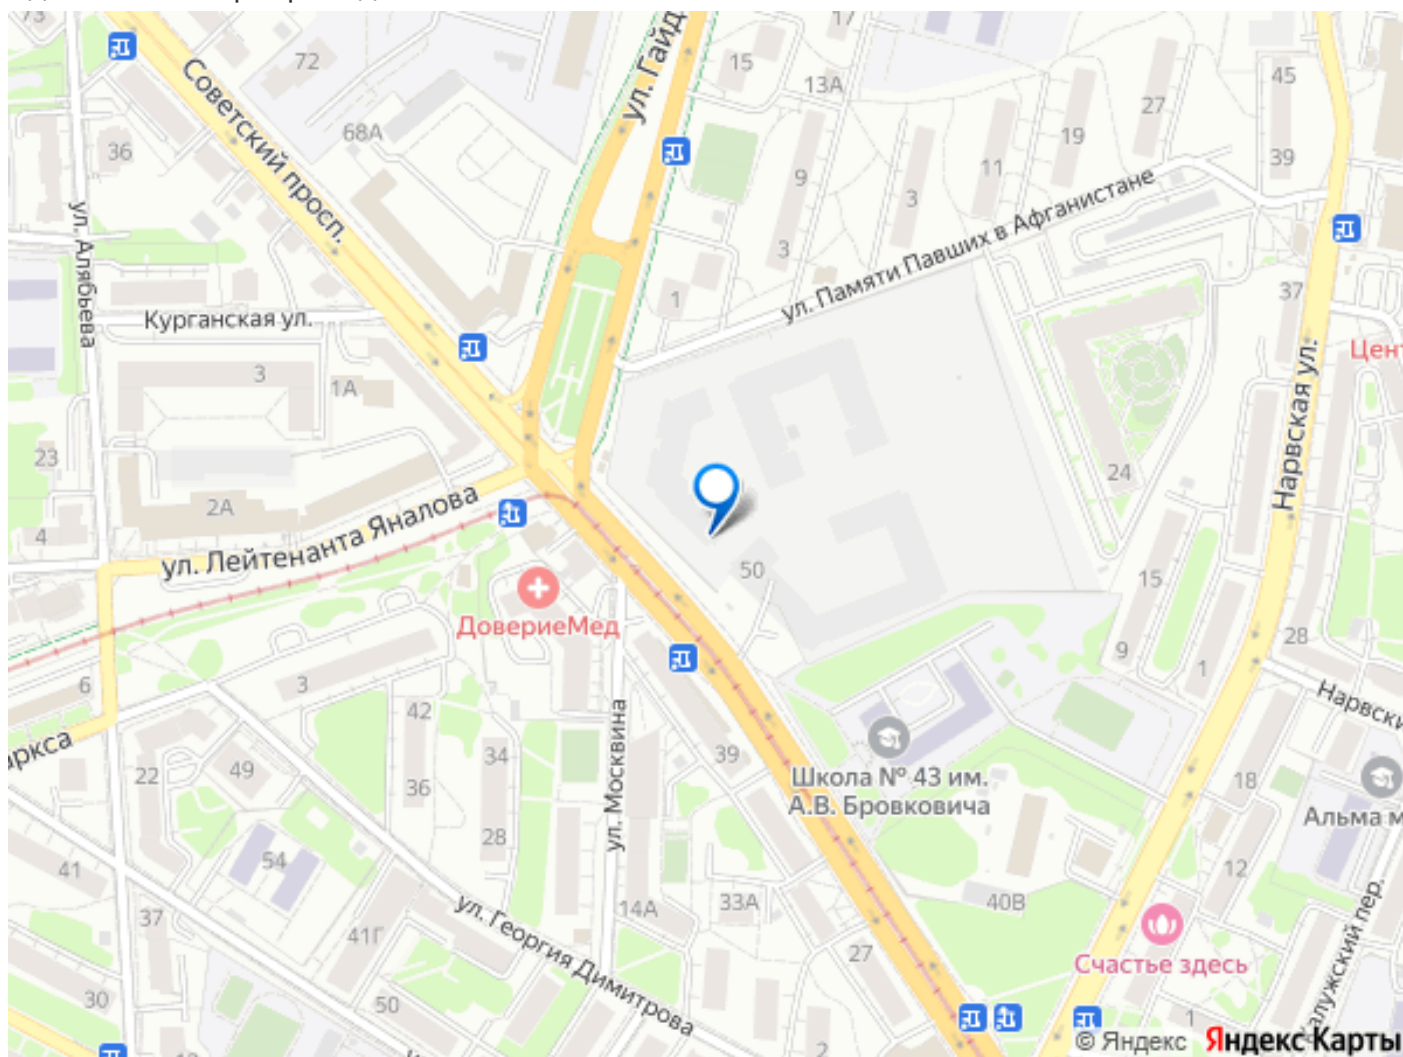 73
17
72
15
13А
45
ул. Гайд
Советский просп.
68А
27
19
36
39
9
11
3
ул. Памяти Павших в Афганистане
ул. Алябьева
3
1
37
Курганская ул.
Цент
3
1А
Нарвская ул.
23
24
2А
4
ул. Лейтенанта Яналова
50
15
ДовериеМед
28
9
1
6
3
42
Нарвски
ул. Москвина
аркса
34
39
22
49
36
Школа № 43 им.
А.В. Бровковича
18
Альма м
28
54
41
12
14А
33А
40В
37
41Г
ул. Георгия Димитрова
27
Счастье здесь
Калужский пер.
30
50
2
1
© Яндекс Яндекс Карты